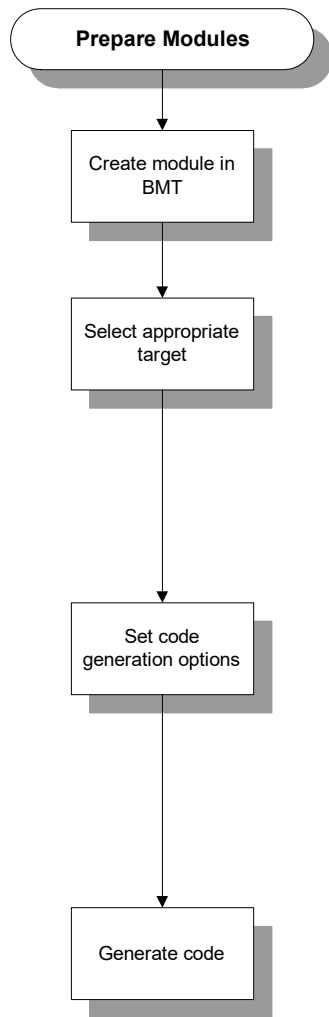 Prepare Modules
Create module in
BMT
Select appropriate
target
Set code
generation options
Generate code